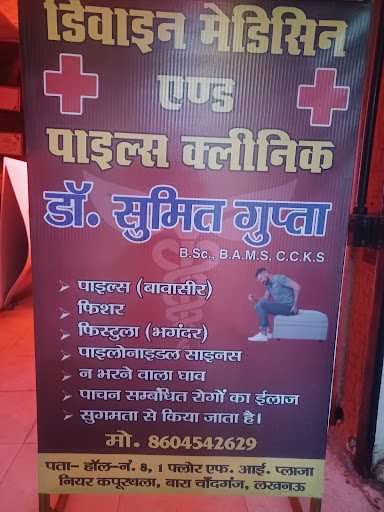 डिवाइन मेडिसिन
एण्ड
पाइल्स क्लीनिक
डॉ. सुमित गुप्ता
B.Sc., B.A.M.S, C.C.K.S
➢ पाइल्स (बावासीर)
➢ फिशर
➢ फिस्टुला (भगंदर)
➢ पाइलोनाइडल साइनस
➢ न भरने वाला घाव
➢ पाचन सम्बंधित रोगों का ईलाज
➢ सुगमता से किया जाता है।
मो. 8604542629
पता- हॉल-नं. 8, 1 फ्लोर एफ. आई. प्लाजा
नियर कपूरथला, बारा चाँदगंज, लखनऊ